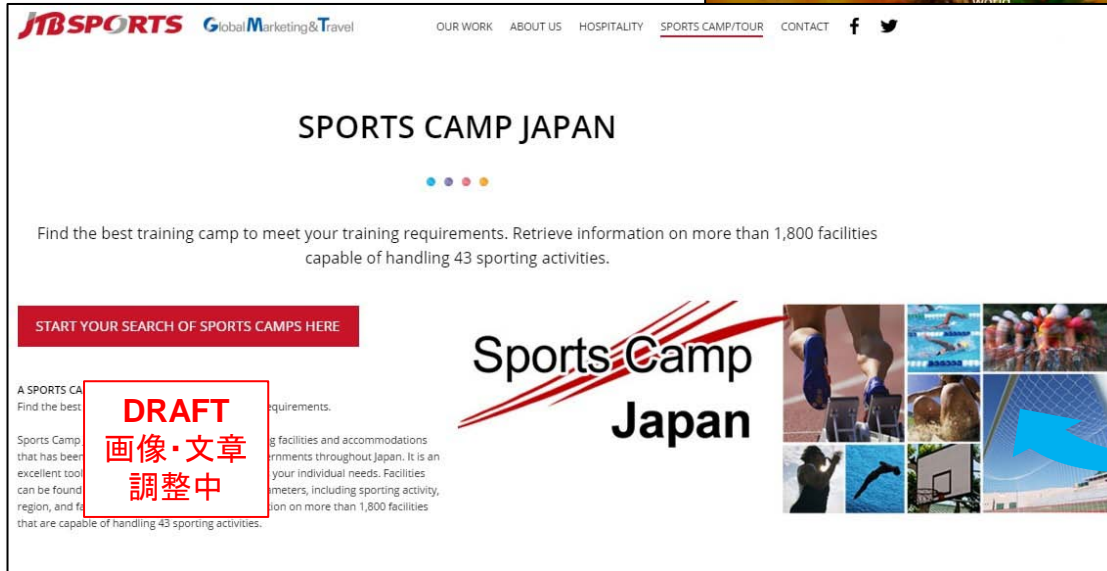 World
JTB SPORTS Global Marketing & Travel OUR WORK ABOUT US HOSPITALITY SPORTS CAMP/TOUR CONTACT
SPORTS CAMP JAPAN
Find the best training camp to meet your training requirements. Retrieve information on more than 1,800 facilities
capable of handling 43 sporting activities.
START YOUR SEARCH OF SPORTS CAMPS HERE
Sports Camp
Japan
A SPORTS CA
Find the best
equirements.
Sports Camp
g facilities and accommodations
that has been
ernments throughout Japan. It is an
excellent tool
your individual needs. Facilities
can be found
ameters, including sporting activity,
region, and fa
ion on more than 1,800 facilities
that are capable of handling 43 sporting activities.
DRAFT
画像・文章
調整中